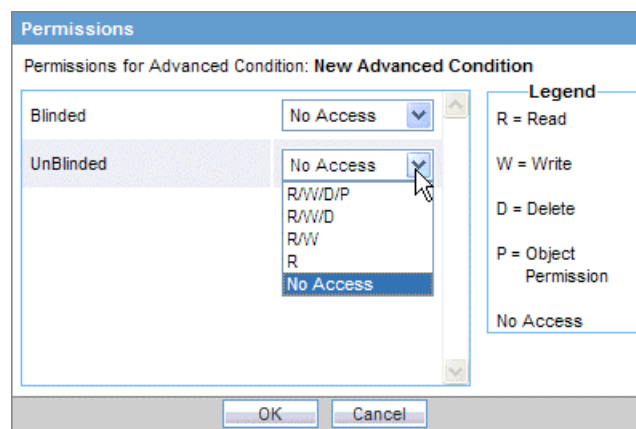 Permissions
Permissions for Advanced Condition: New Advanced Condition
Blinded
No Access
UnBlinded
No Access
R/W/D/P
R/W/D
R/W
R
No Access
Legend
R = Read
W = Write
D = Delete
P = Object
Permission
No Access
OK
Cancel